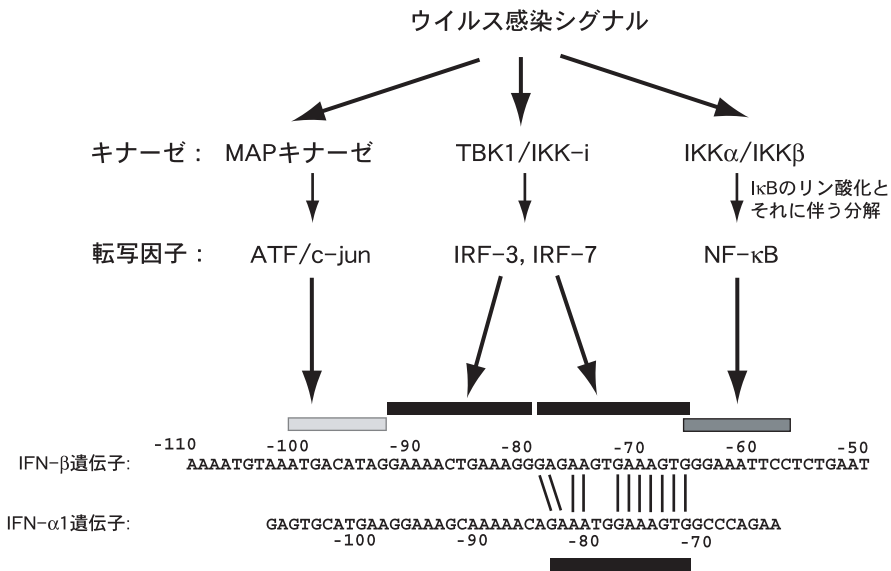 ウイルス感染シグナル
キナーゼ : MAPキナーゼ TBK1/IKK-i IKKα/IKKβ
IκBのリン酸化と
それに伴う分解
転写因子 : ATF/c-jun IRF-3, IRF-7 NF-κB
-110 -100 -90 -80 -70 -60 -50
IFN-β遺伝子: AAAATGTAAATGACATAGGAAAACTGAAAGGGAGAAGTGAAAGTGGGAAATTCCTCTGAAT
IFN-α1遺伝子: GAGTGCATGAAGGAAAGCAAAAACAGAAATGGAAAGTGGCCCAGAA
-100 -90 -80 -70